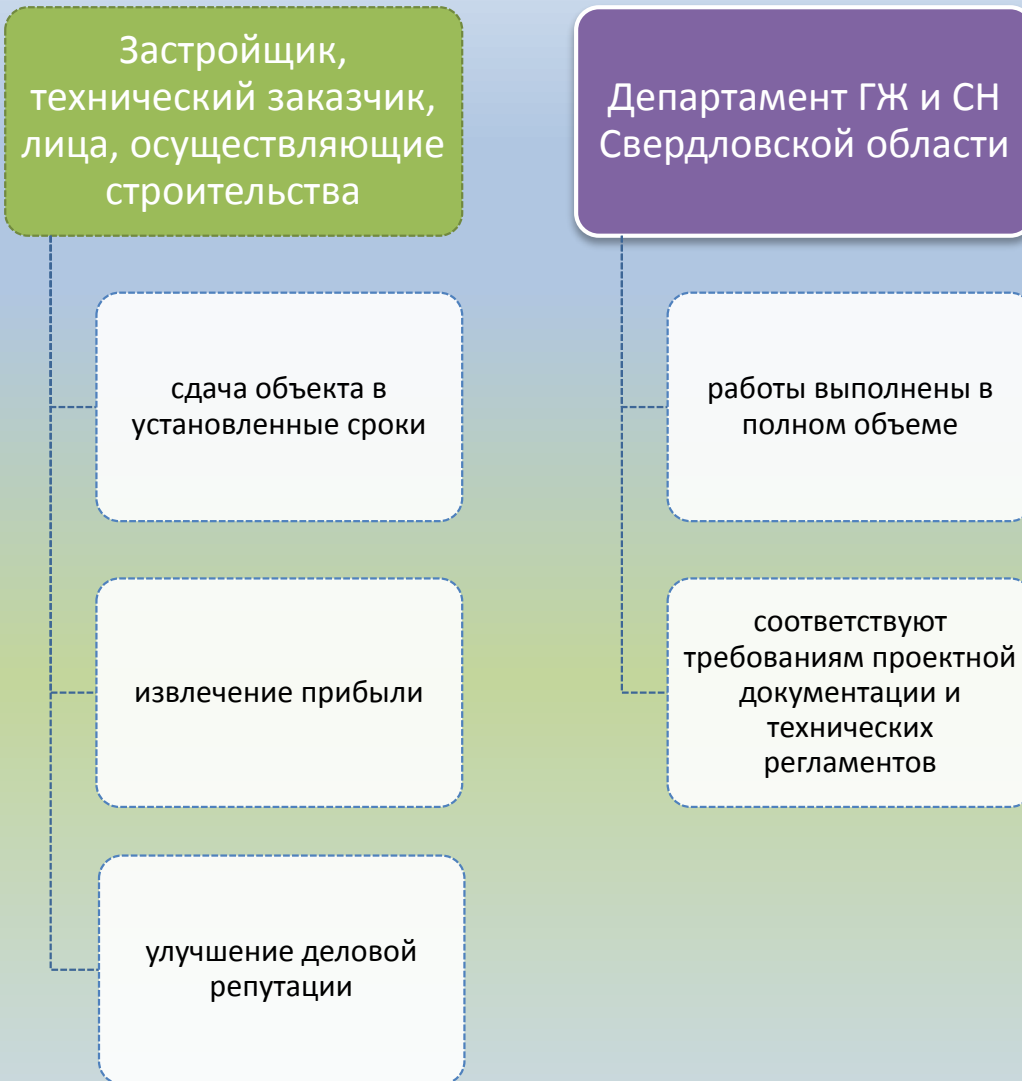 Застройщик,
технический заказчик,
лица, осуществляющие
строительства
сдача объекта в
установленные сроки
извлечение прибыли
улучшение деловой
репутации
Департамент ГЖ и СН
Свердловской области
работы выполнены в
полном объеме
соответствуют
требованиям проектной
документации и
технических
регламентов